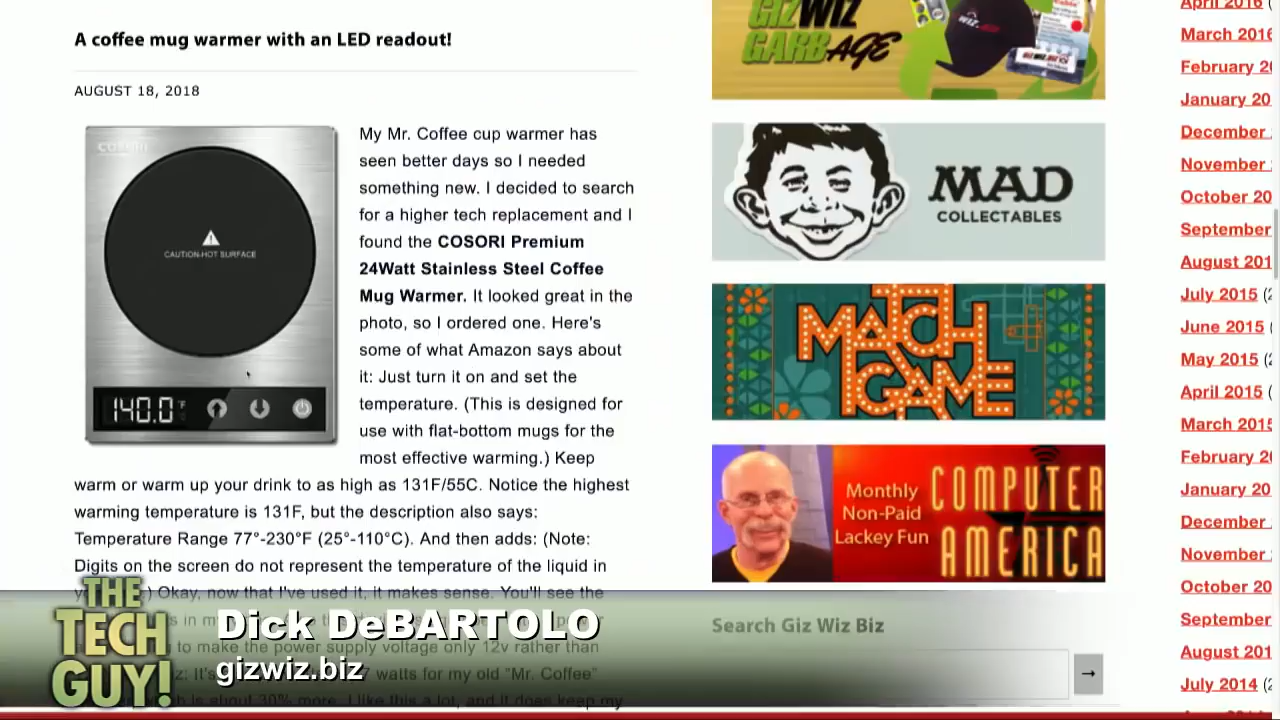 A coffee mug warmer with an LED readout!
AUGUST 18, 2018
COSORI
CAUTION-HOT SURFACE
140.0 °F
My Mr. Coffee cup warmer has
seen better days so I needed
something new. I decided to search
for a higher tech replacement and I
found the COSORI Premium
24Watt Stainless Steel Coffee
Mug Warmer. It looked great in the
photo, so I ordered one. Here's
some of what Amazon says about
it: Just turn it on and set the
temperature. (This is designed for
use with flat-bottom mugs for the
most effective warming.) Keep
warm or warm up your drink to as high as 131F/55C. Notice the highest
warming temperature is 131F, but the description also says:
Temperature Range 77°-230°F (25°-110°C). And then adds: (Note:
Digits on the screen do not represent the temperature of the liquid in
) Okay, now that I've used it, it makes sense. You'll see the
to make the power supply voltage only 12v rather than
watts for my old "Mr. Coffee"
is about 30% more. I like this a lot, and it does keep my
GIZWIZ
GARBAGE
MAD
COLLECTABLES
MATCH
GAME
Monthly
Non-Paid
Lackey Fun
COMPUTER
AMERICA
Search Giz Wiz Biz
→
April 2016 (
March 2016
February 20
January 20
December
November
October 20
September
August 201
July 2015 (2
June 2015
May 2015 (2
April 2015 (
March 2015
February 20
January 20
December
November
October 20
September
August 201
July 2014 (2
THE
TECH
GUY!
Dick DeBARTOLO
gizwiz.biz